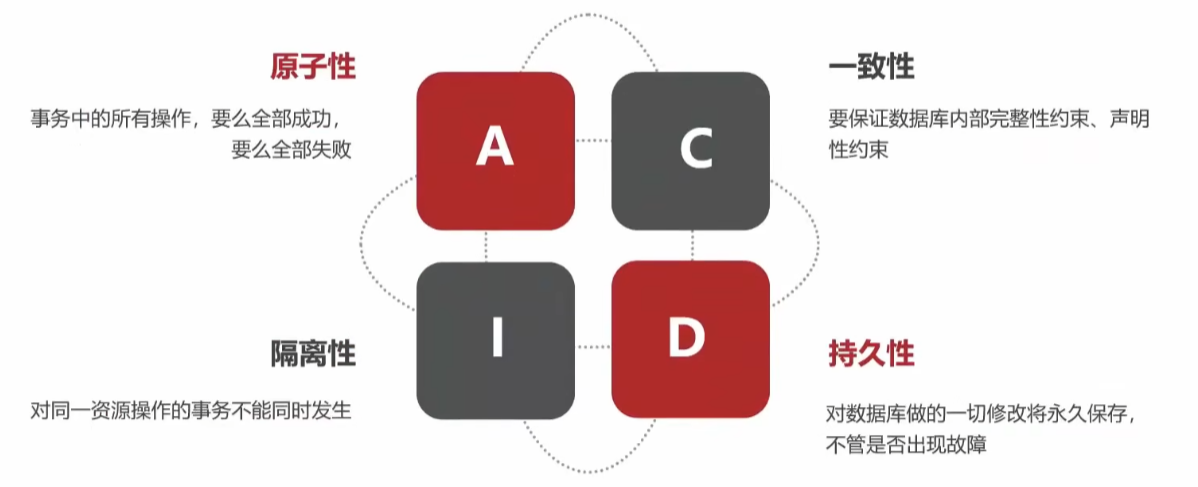 原子性
事务中的所有操作，要么全部成功，
要么全部失败
A
C
一致性
要保证数据库内部完整性约束、声明
性约束
隔离性
对同一资源操作的事务不能同时发生
I
D
持久性
对数据库做的一切修改将永久保存，
不管是否出现故障